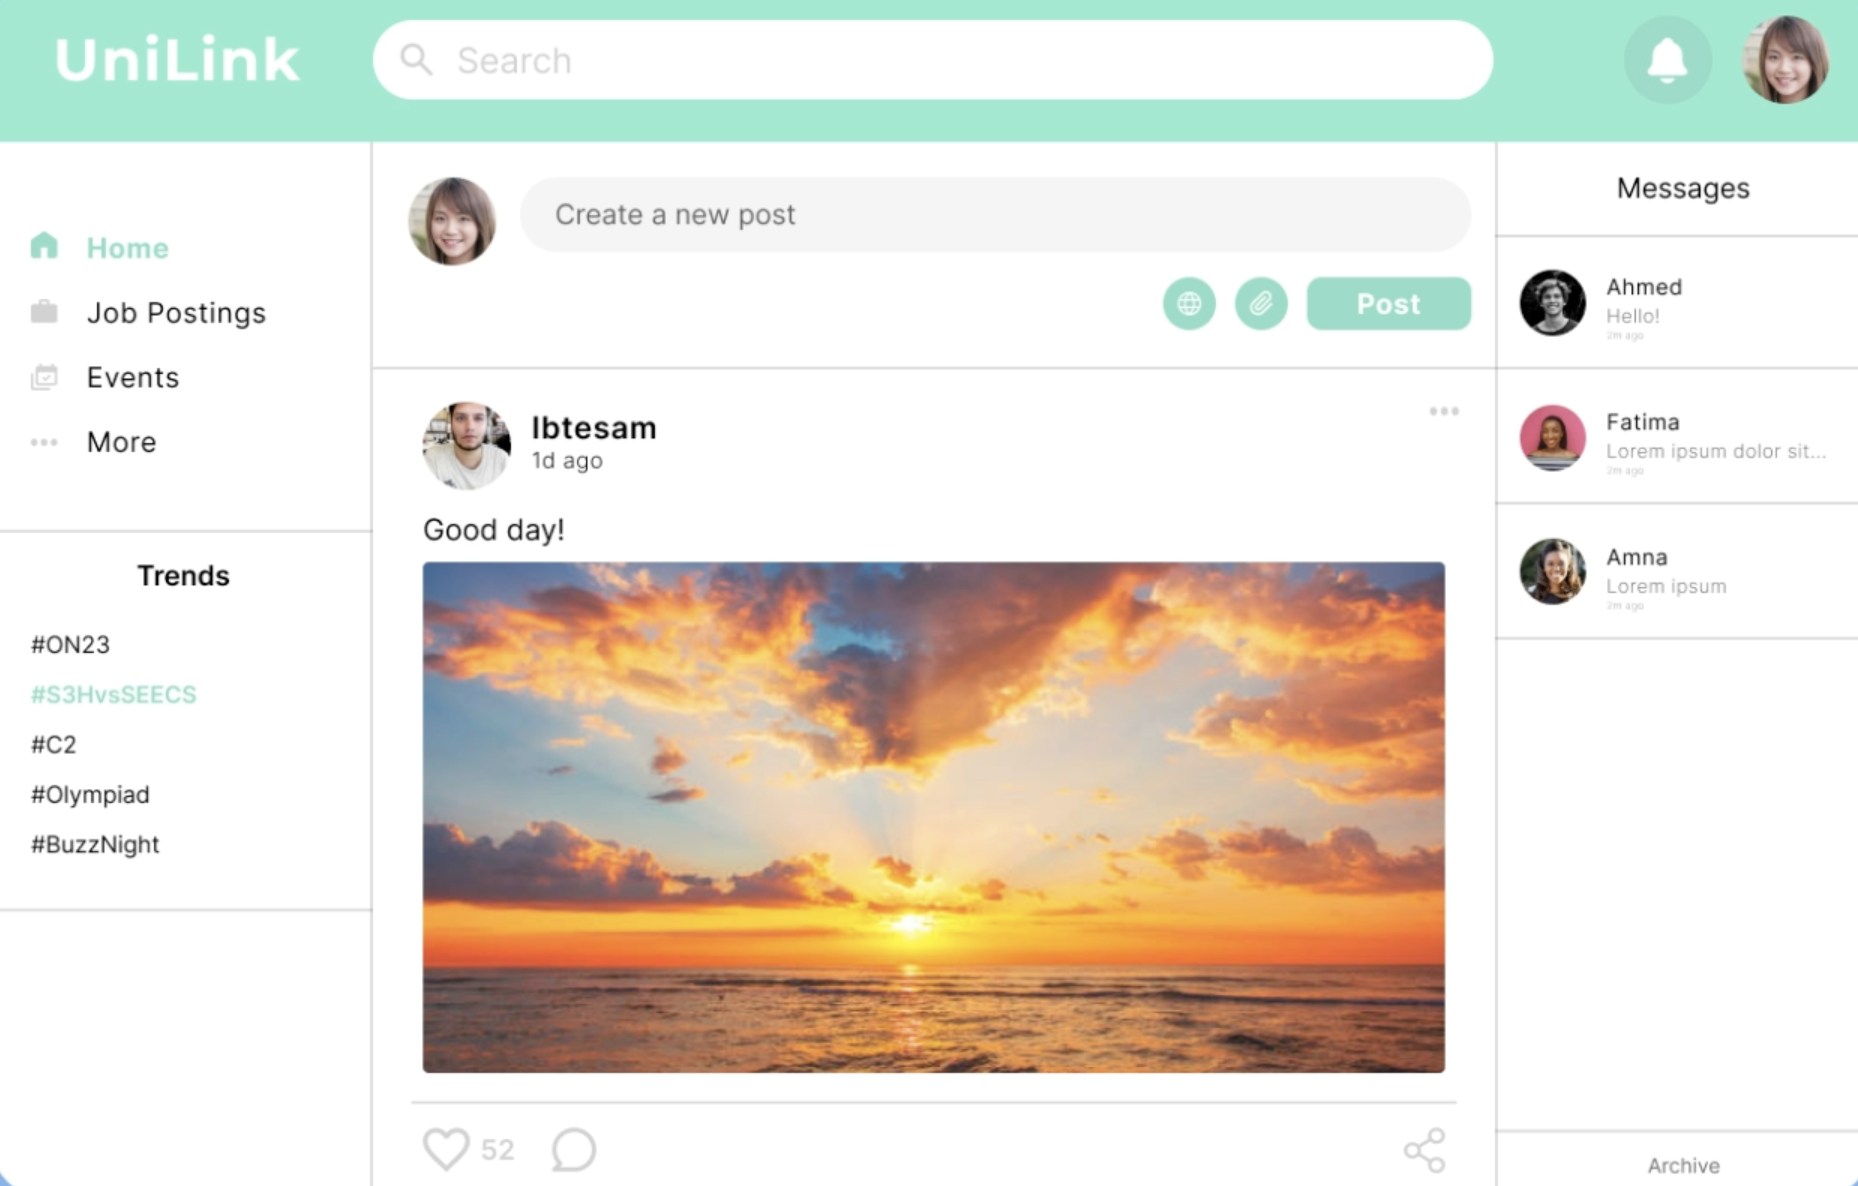 UniLink
Search
Home
Job Postings
Events
More
Trends
#ON23
#S3HvsSEECS
#C2
#Olympiad
#BuzzNight
Create a new post
Post
Ibtesam
1d ago
Good day!
52
Messages
Ahmed
Hello!
2m ago
Fatima
Lorem ipsum dolor sit...
2m ago
Amna
Lorem ipsum
2m ago
Archive